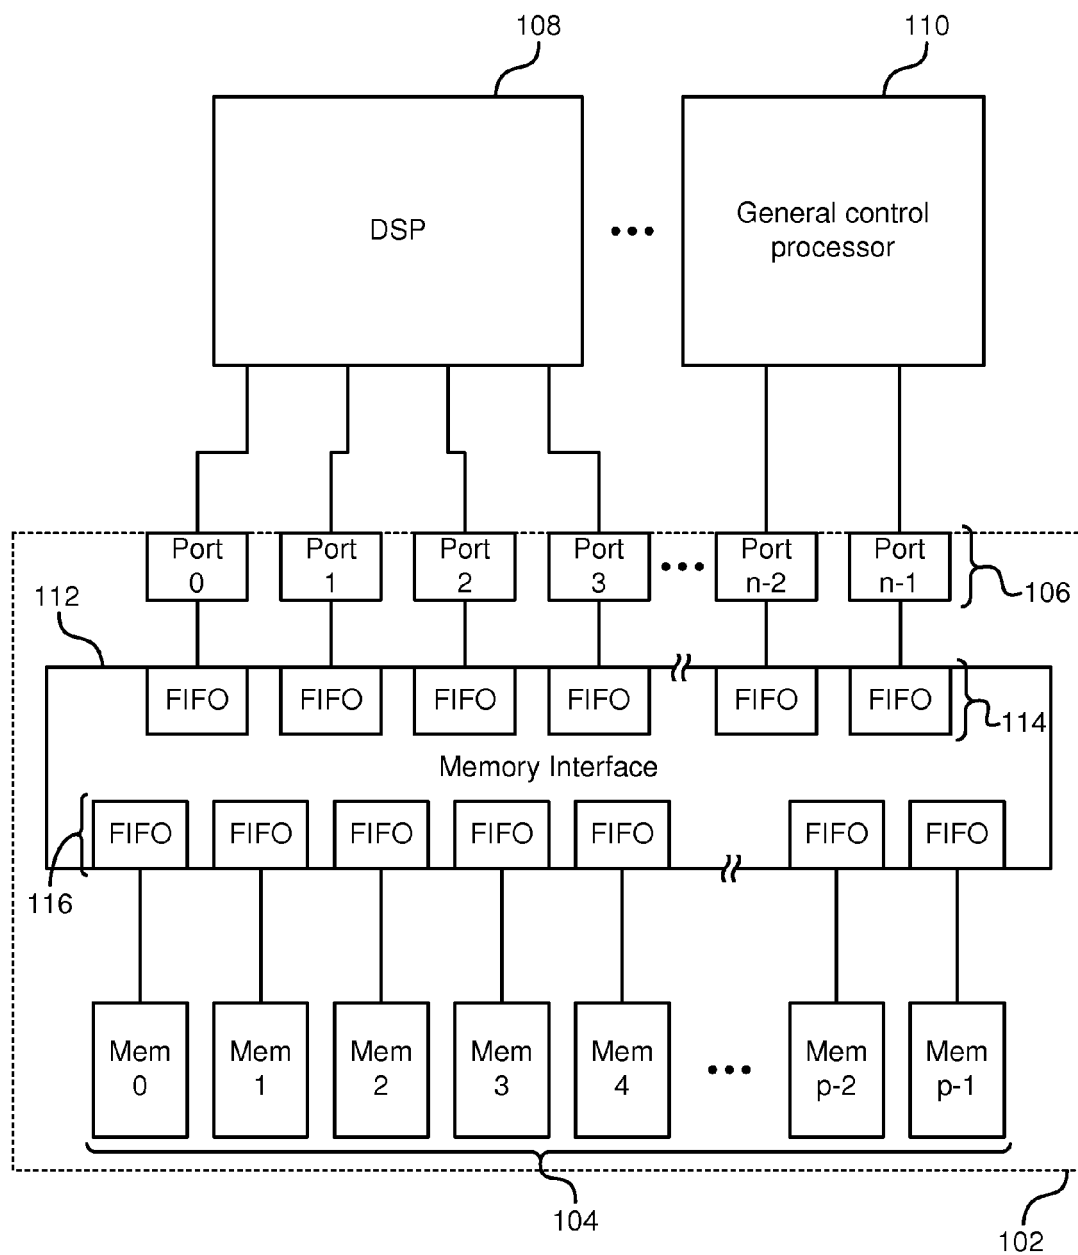 108
110
DSP
General control
processor
Port
0
Port
1
Port
2
Port
3
Port
n-2
Port
n-1
106
112
FIFO
FIFO
FIFO
FIFO
FIFO
FIFO
114
Memory Interface
FIFO
FIFO
FIFO
FIFO
FIFO
FIFO
FIFO
116
Mem
0
Mem
1
Mem
2
Mem
3
Mem
4
Mem
p-2
Mem
p-1
104
102